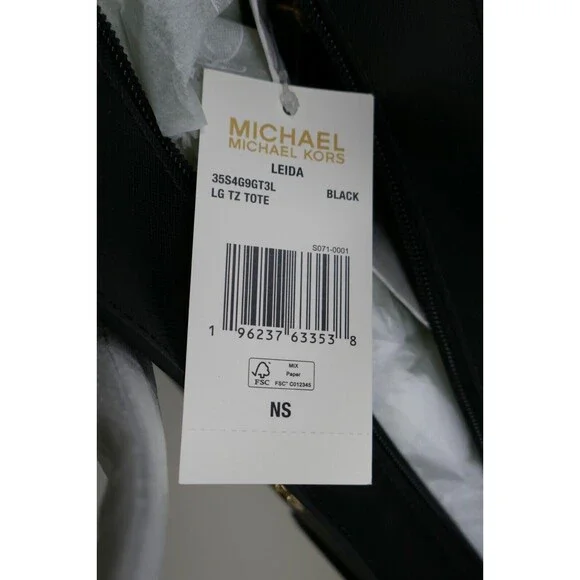 MICHAEL
MICHAEL KORS
LEIDA
35S4G9GT3L BLACK
LG TZ TOTE
S071-0001
1 96237 63353 8
FSC
MIX
Paper
FSC® C012345
NS